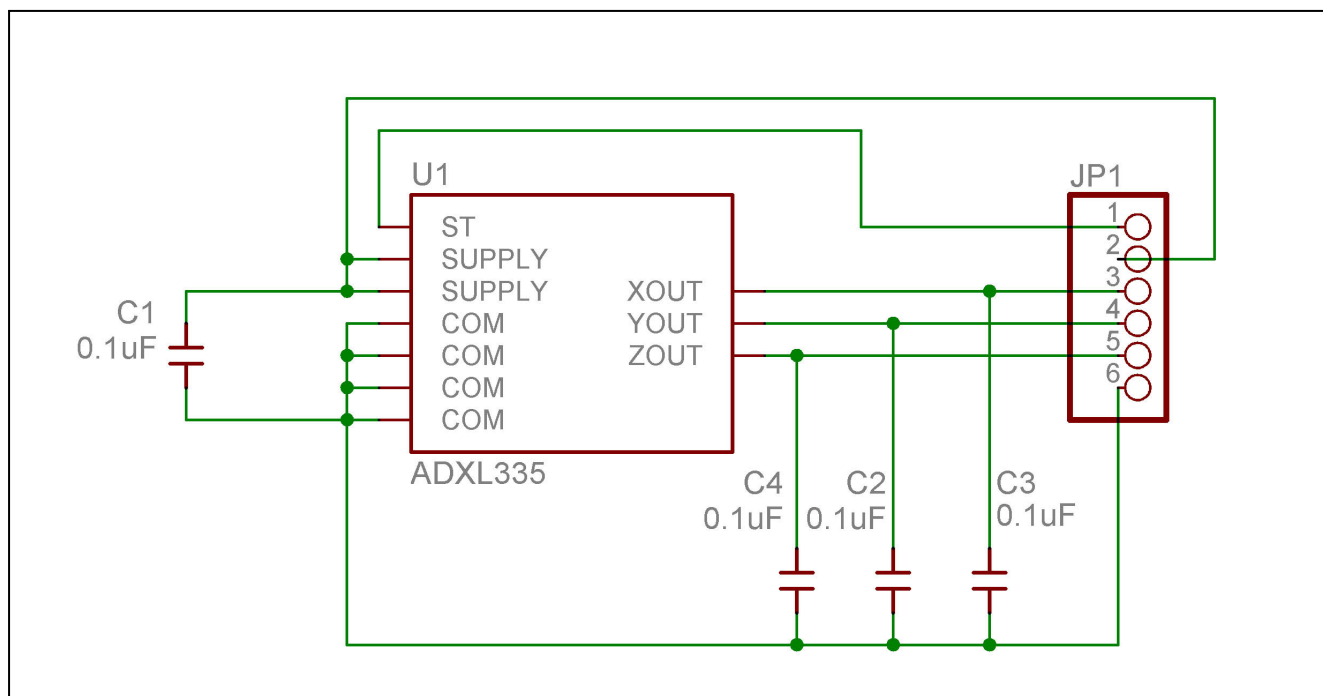 U1
ST
SUPPLY
SUPPLY
COM
COM
COM
COM
XOUT
YOUT
ZOUT
ADXL335
JP1
1
2
3
4
5
6
C1
0.1uF
C4
0.1uF
C2
0.1uF
C3
0.1uF